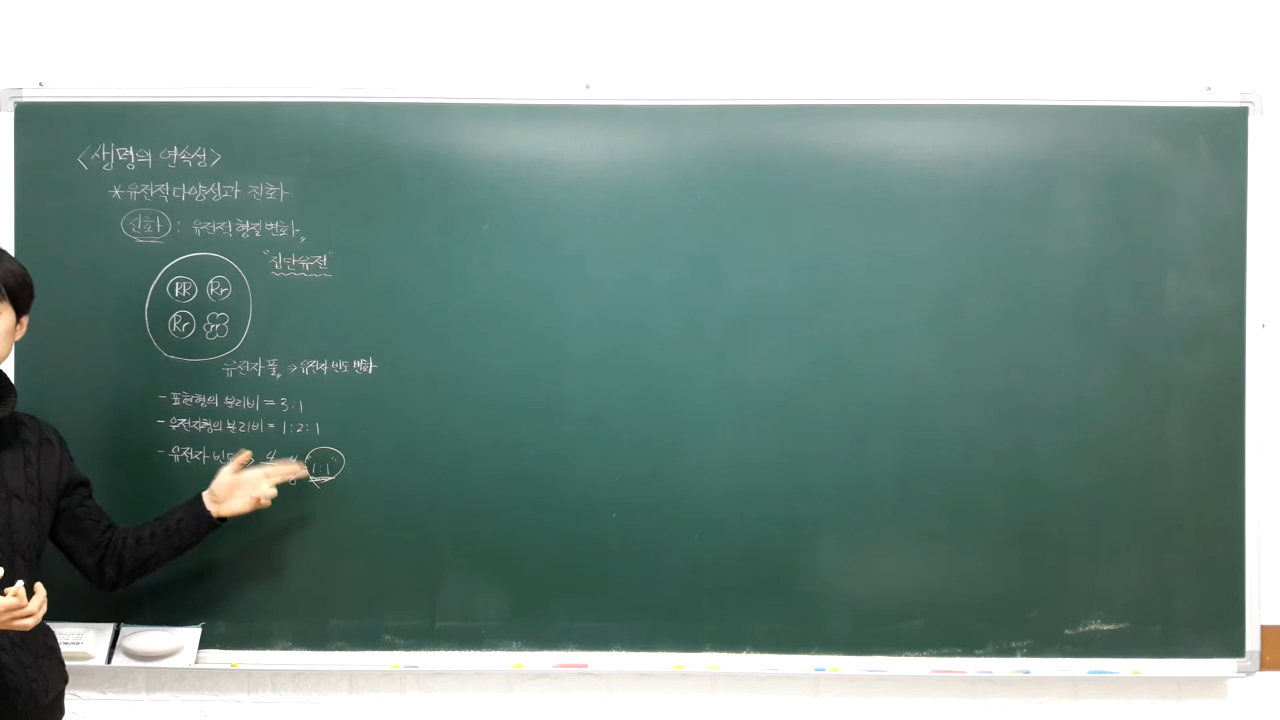 <생명의 연속성>
*유전적 다양성과 진화
진화 : 유전적 형질 변화
"집단유전"
RR Rr
Rr rr
유전자 풀 → 유전자 빈도 변화
- 표현형의 분리비 = 3:1
- 유전자형의 분리비 = 1:2:1
- 유전자 빈도 4 "1:1"